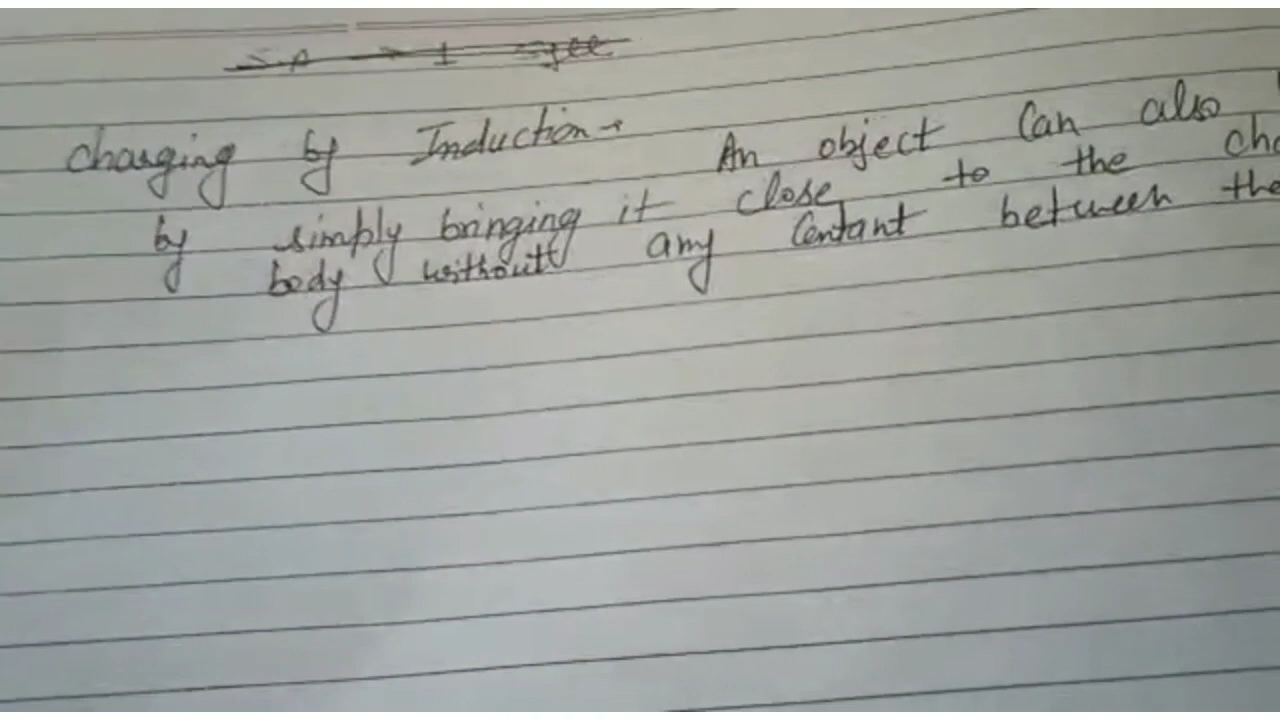 Charging by Induction → An object Can also
by simply bringing it close to the cha
body without any Contant between the